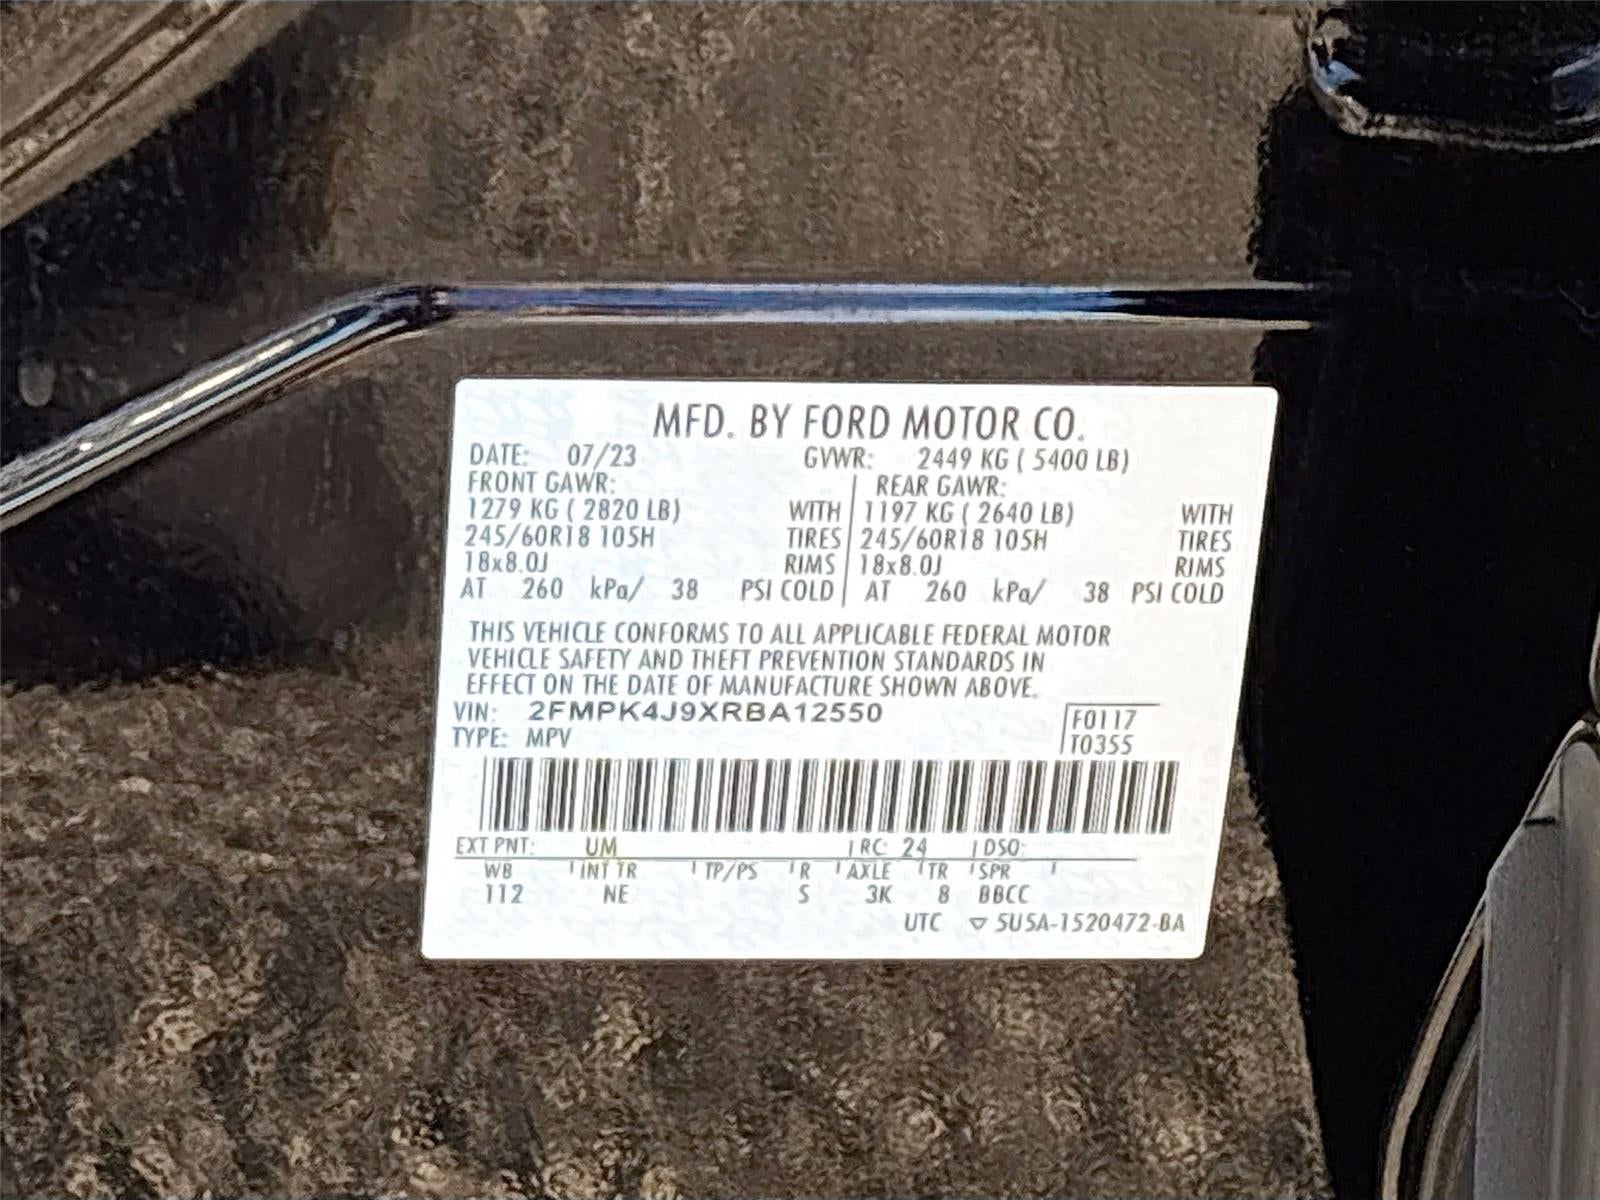 MFD. BY FORD MOTOR CO.
DATE: 07/23 GVWR: 2449 KG ( 5400 LB)
FRONT GAWR: REAR GAWR:
1279 KG ( 2820 LB) WITH 1197 KG ( 2640 LB) WITH
245/60R18 105H TIRES 245/60R18 105H TIRES
18x8.0J RIMS 18x8.0J RIMS
AT 260 kPa/ 38 PSI COLD AT 260 kPa/ 38 PSI COLD
THIS VEHICLE CONFORMS TO ALL APPLICABLE FEDERAL MOTOR
VEHICLE SAFETY AND THEFT PREVENTION STANDARDS IN
EFFECT ON THE DATE OF MANUFACTURE SHOWN ABOVE.
VIN: 2FMPK4J9XRBA12550 F0117
TYPE: MPV T0355
EXT PNT: UM RC: 24 DSO:
WB INT TR TP/PS R AXLE TR SPR
112 NE S 3K 8 BBCC
UTC ▽ 5U5A-1520472-BA